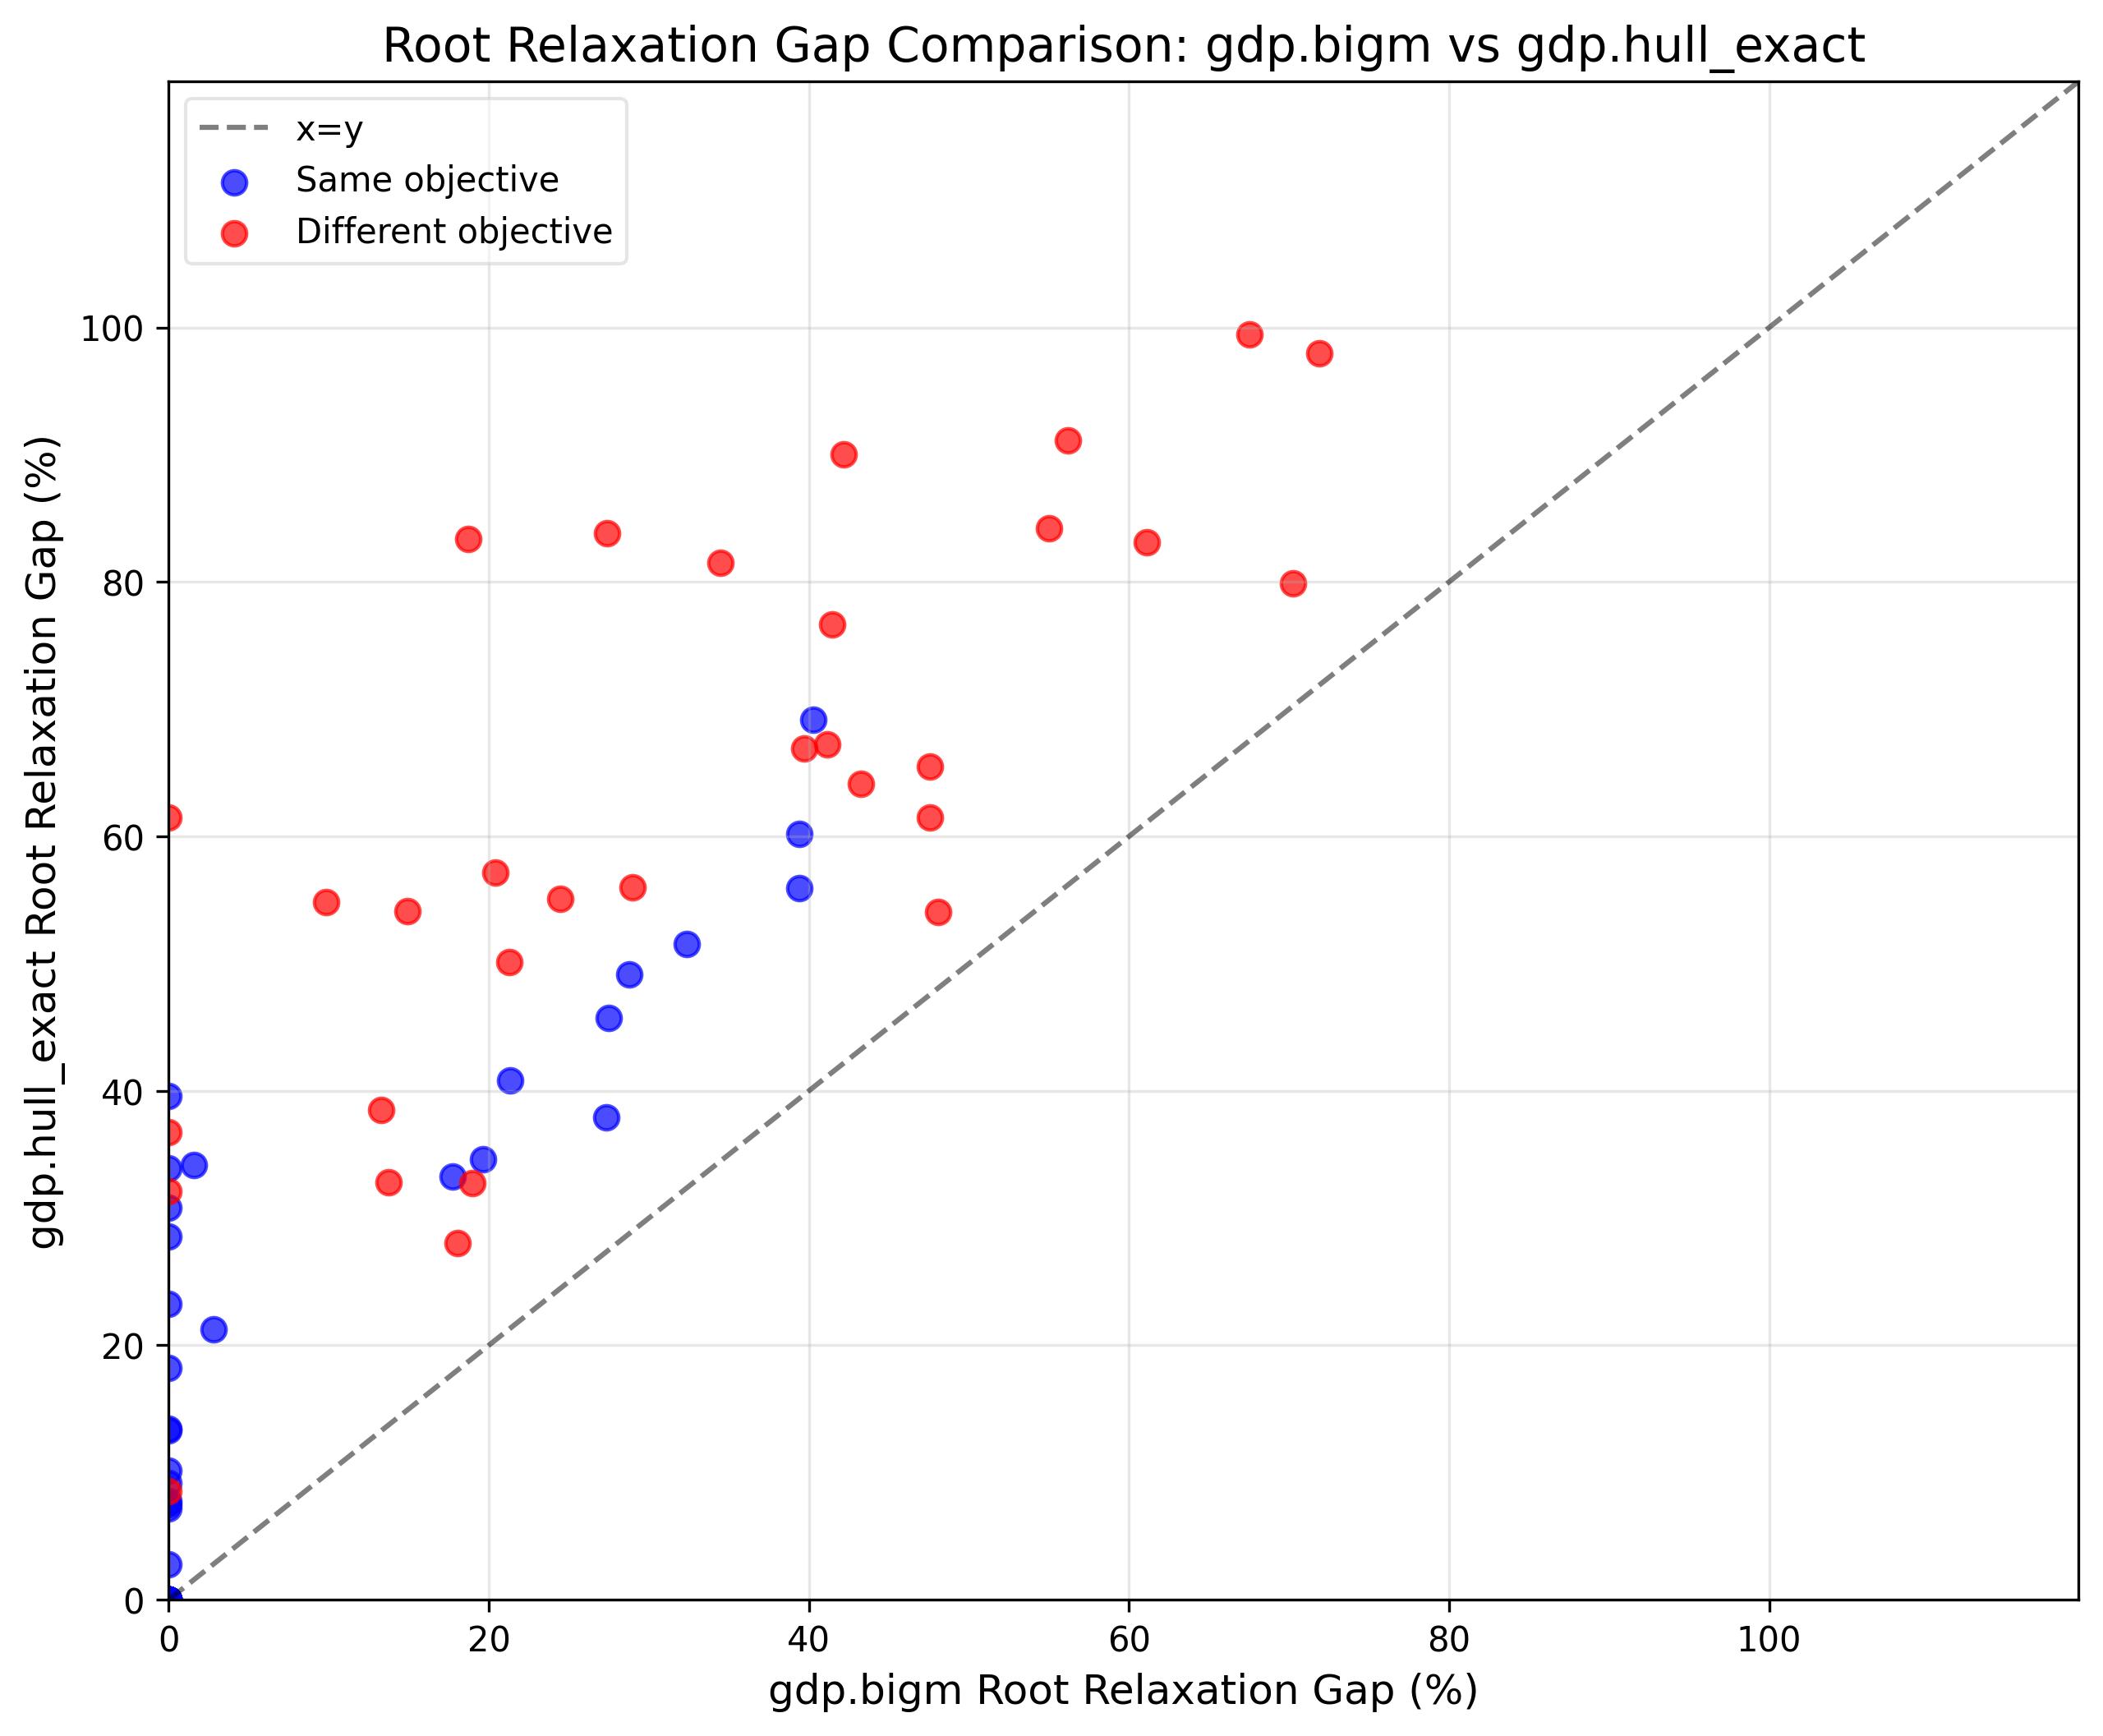 Root Relaxation Gap Comparison: gdp.bigm vs gdp.hull_exact
x=y
Same objective
Different objective
gdp.hull_exact Root Relaxation Gap (%)
100
80
60
40
20
0
0 20 40 60 80 100
gdp.bigm Root Relaxation Gap (%)